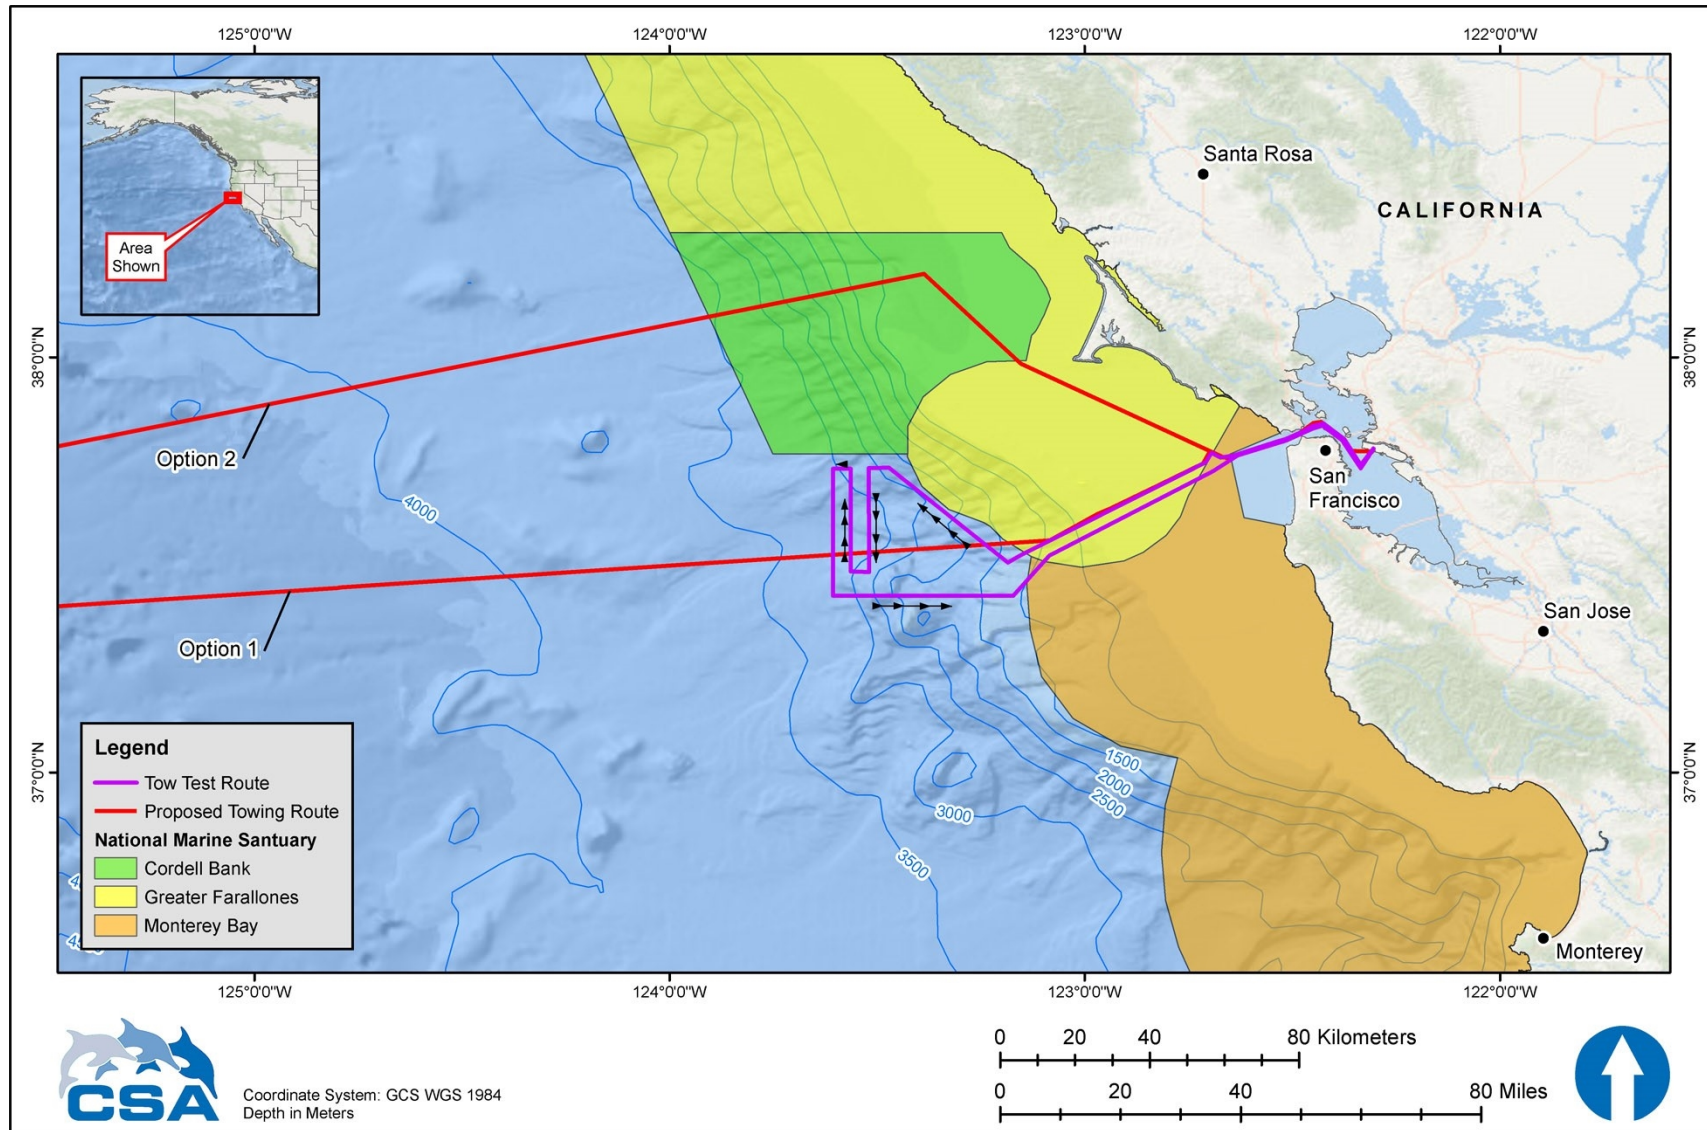 125°0'0"W
124°0'0"W
123°0'0"W
122°0'0"W
Area
Shown
Santa Rosa
CALIFORNIA
38°0'0"N
38°0'0"N
Option 2
San
Francisco
4000
San Jose
Option 1
37°0'0"N
37°0'0"N
1500
2000
2500
3000
3500
Legend
Tow Test Route
Proposed Towing Route
National Marine Santuary
Cordell Bank
Greater Farallones
Monterey Bay
Monterey
125°0'0"W
124°0'0"W
123°0'0"W
122°0'0"W
CSA
Coordinate System: GCS WGS 1984
Depth in Meters
0 20 40 80 Kilometers
0 20 40 80 Miles